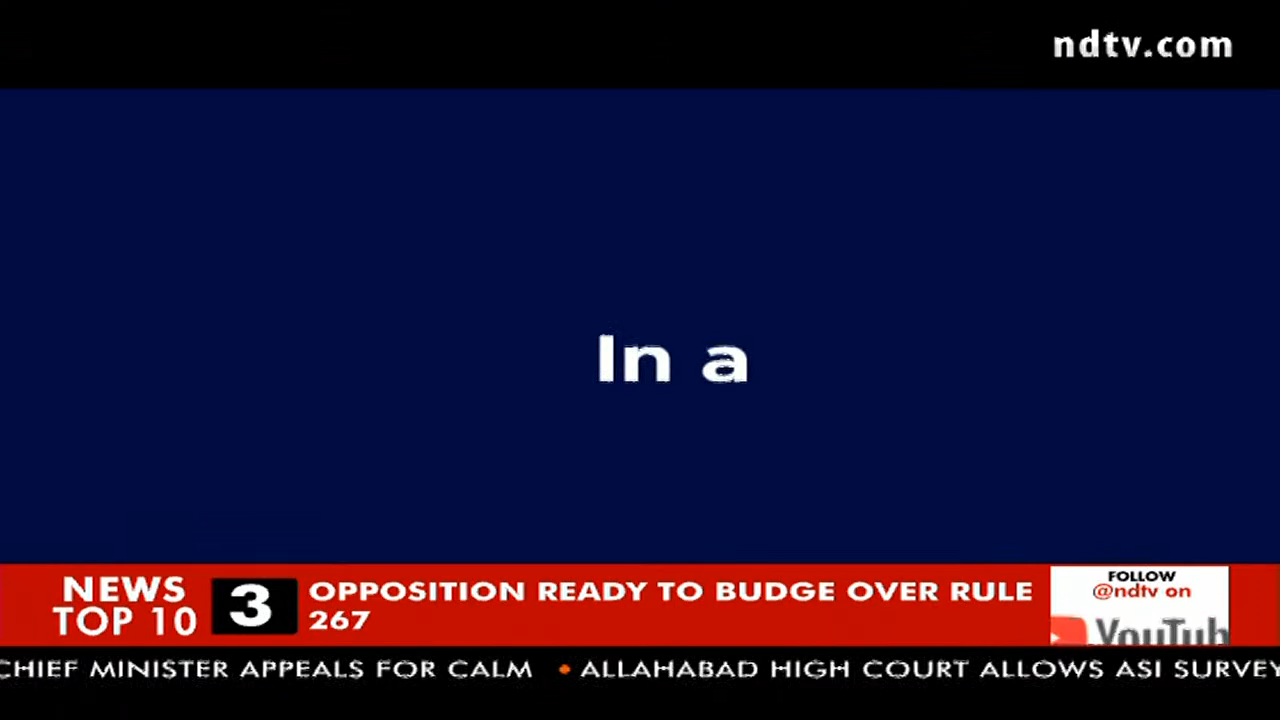 ndtv.com
In a
NEWS
TOP 10
3
OPPOSITION READY TO BUDGE OVER RULE
267
FOLLOW
@ndtv on
YouTub
CHIEF MINISTER APPEALS FOR CALM • ALLAHABAD HIGH COURT ALLOWS ASI SURVEY